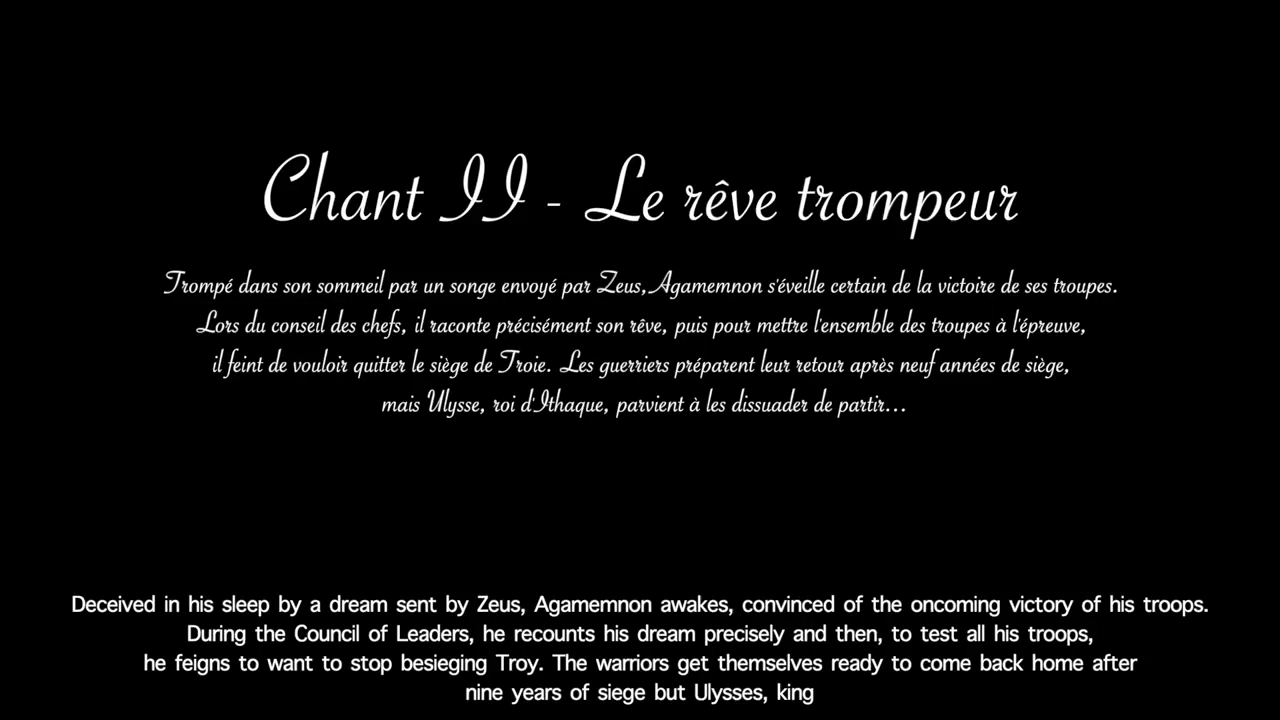 Chant II - Le rêve trompeur
Trompé dans son sommeil par un songe envoyé par Zeus, Agamemnon s'éveille certain de la victoire de ses troupes.
Lors du conseil des chefs, il raconte précisément son rêve, puis pour mettre l'ensemble des troupes à l'épreuve,
il feint de vouloir quitter le siège de Troie. Les guerriers préparent leur retour après neuf années de siège,
mais Ulysse, roi d'Ithaque, parvient à les dissuader de partir...
Deceived in his sleep by a dream sent by Zeus, Agamemnon awakes, convinced of the oncoming victory of his troops.
During the Council of Leaders, he recounts his dream precisely and then, to test all his troops,
he feigns to want to stop besieging Troy. The warriors get themselves ready to come back home after
nine years of siege but Ulysses, king